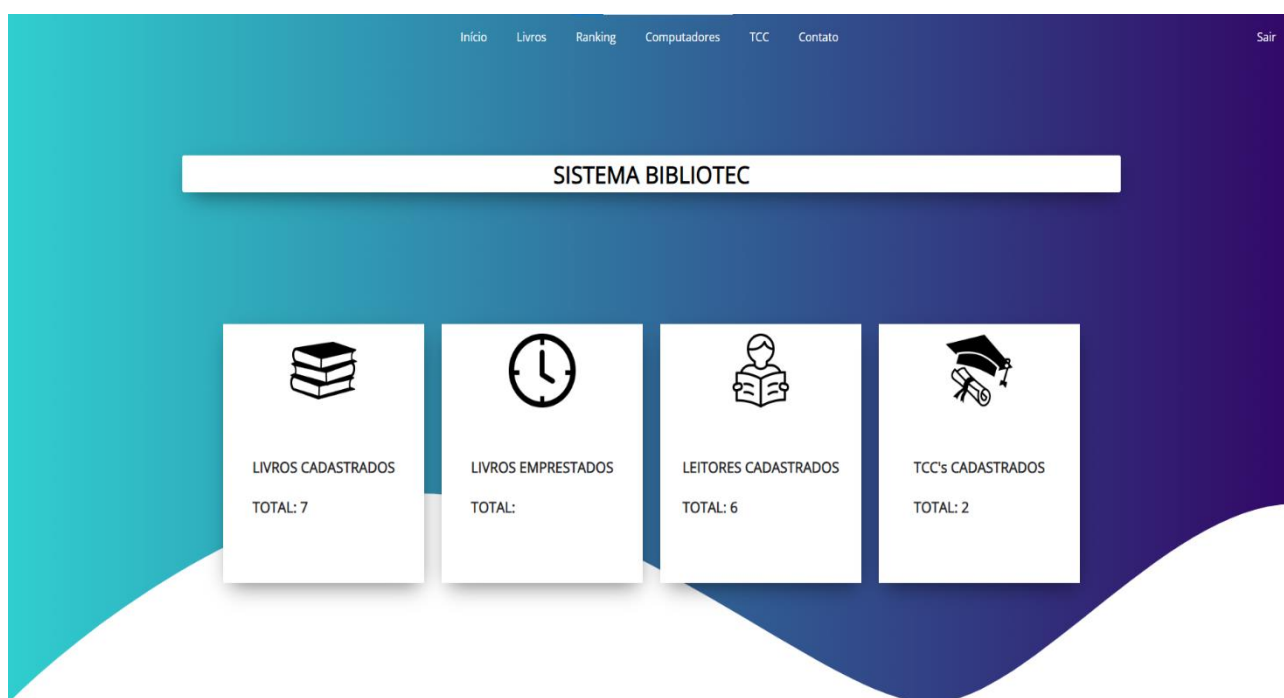 Início Livros Ranking Computadores TCC Contato Sair
SISTEMA BIBLIOTEC
LIVROS CADASTRADOS
TOTAL: 7
LIVROS EMPRESTADOS
TOTAL:
LEITORES CADASTRADOS
TOTAL: 6
TCC's CADASTRADOS
TOTAL: 2